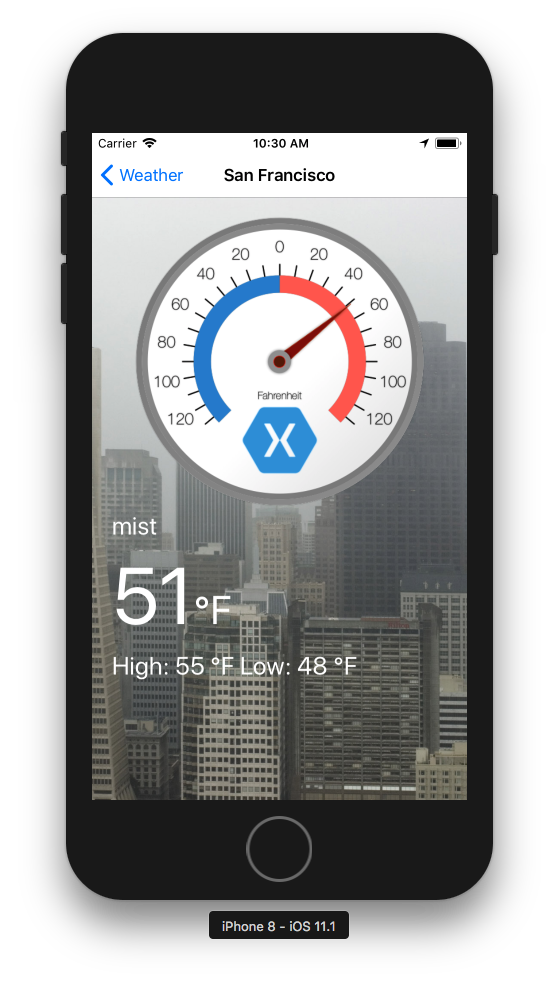 Carrier 10:30 AM
Weather San Francisco
0
20 20
40 40
60 60
80 80
100 100
120 120
Fahrenheit
X
mist
51°F
High: 55 °F Low: 48 °F
iPhone 8 - iOS 11.1